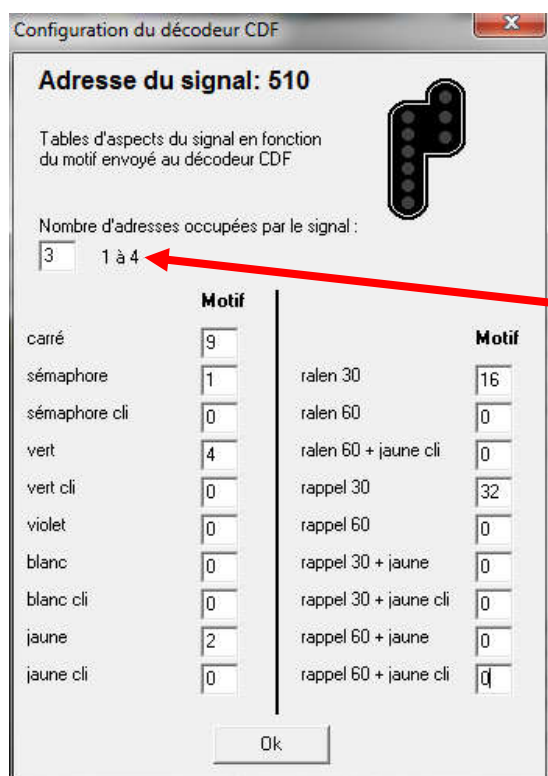 Configuration du décodeur CDF
X
Adresse du signal: 510
Tables d'aspects du signal en fonction
du motif envoyé au décodeur CDF
Nombre d'adresses occupées par le signal :
3 1 à 4
Motif
carré 9
sémaphore 1
sémaphore cli 0
vert 4
vert cli 0
violet 0
blanc 0
blanc cli 0
jaune 2
jaune cli 0
Motif
ralen 30 16
ralen 60 0
ralen 60 + jaune cli 0
rappel 30 32
rappel 60 0
rappel 30 + jaune 0
rappel 30 + jaune cli 0
rappel 60 + jaune 0
rappel 60 + jaune cli 0
Ok